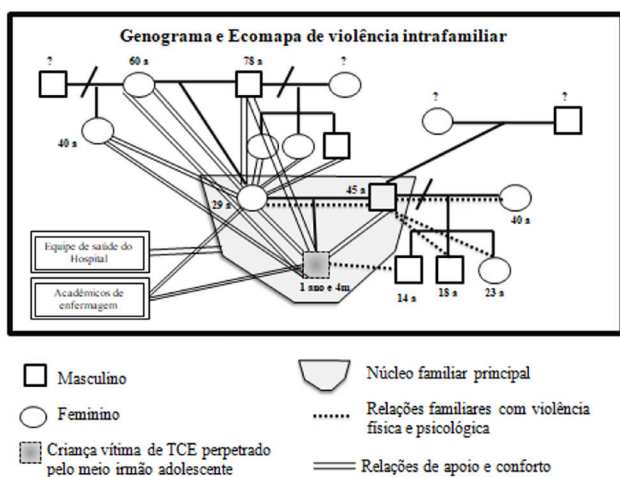 Genograma e Ecomapa de violência intrafamiliar
?
60 a
78 a
?
40 a
?
?
29 a
45 a
40 a
Equipe de saúde do
Hospital
Acadêmicos de
enfermagem
1 ano e 4m
14 a
18 a
23 a
Masculino
Feminino
Criança vítima de TCE perpetrado
pelo meio irmão adolescente
Núcleo familiar principal
Relações familiares com violência
física e psicológica
Relações de apoio e conforto